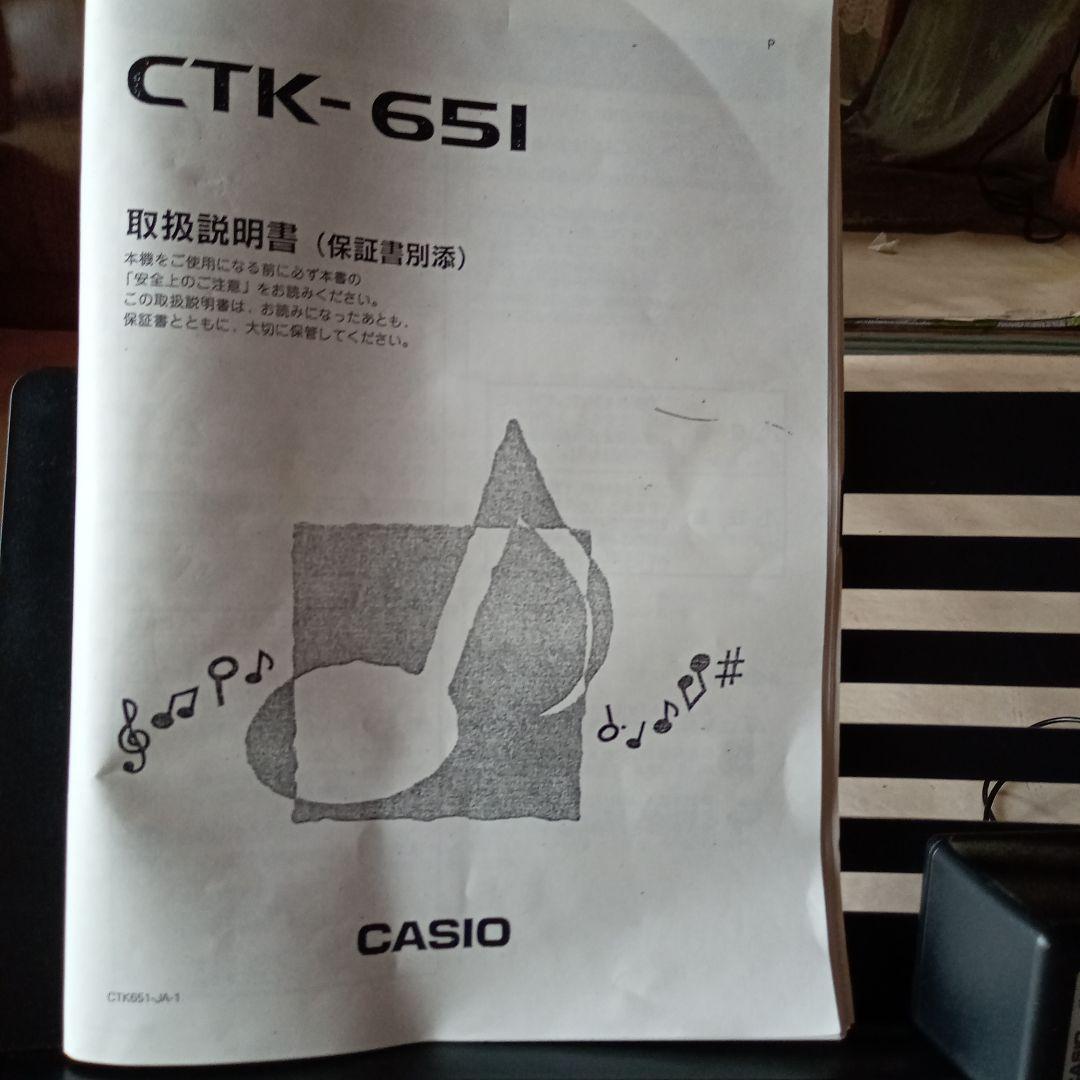 P
CTK-651
取扱説明書（保証書別添）
本機をご使用になる前に必ず本書の
「安全上のご注意」をお読みください。
この取扱説明書は、お読みになったあとも、
保証書とともに、大切に保管してください。
CASIO
CTK651-JA-1
CASIO